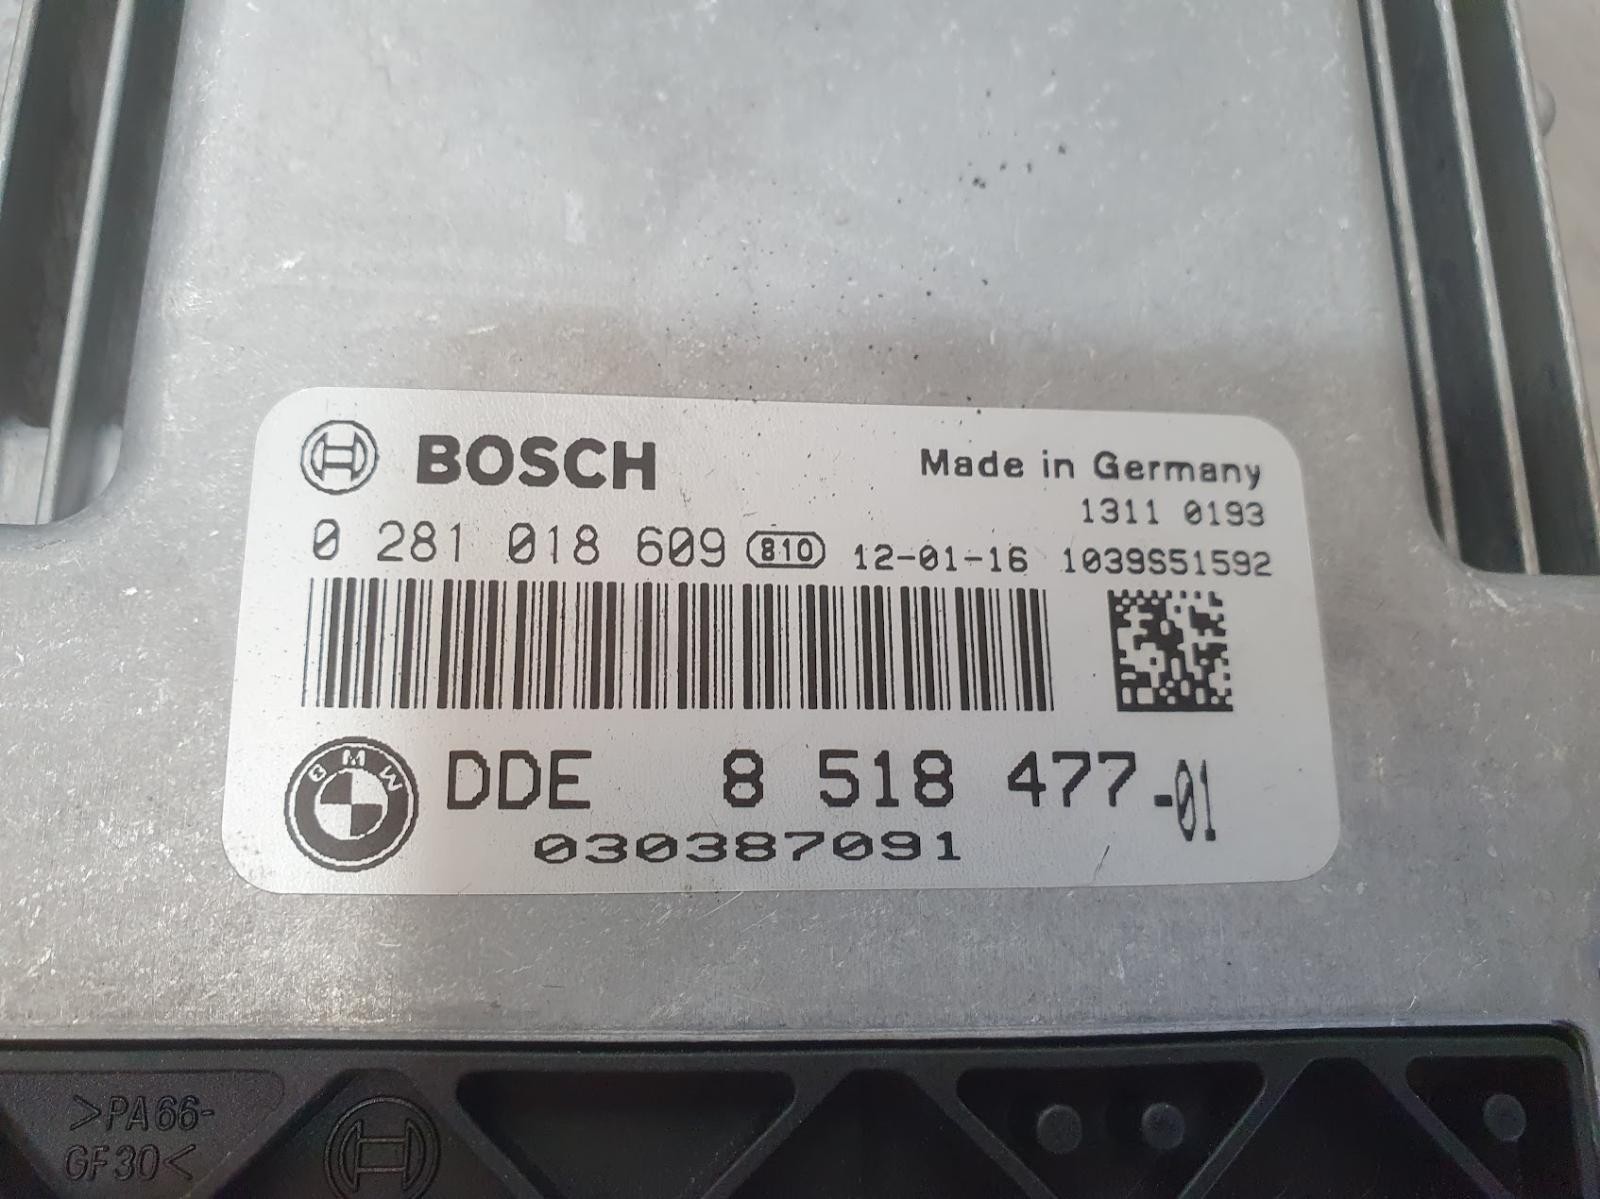 BOSCH
Made in Germany
1311 0193
0 281 018 609 810 12-01-16 1039S51592
BMW DDE 8 518 477-01
030387091
>PA66-
GF30<